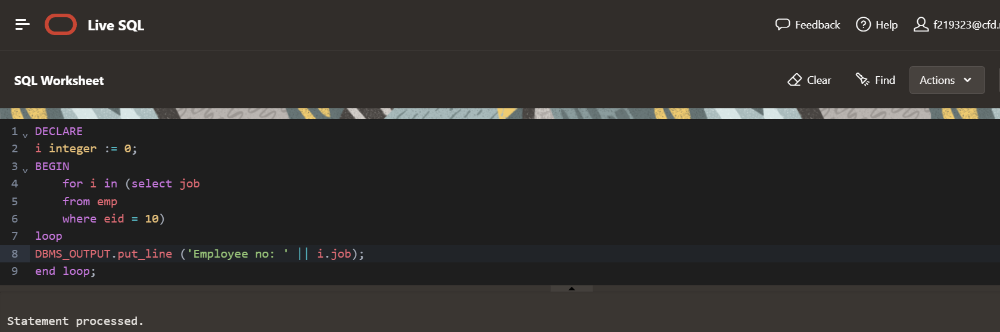 Live SQL
Feedback Help f219323@cfd.
SQL Worksheet
Clear Find Actions
1 DECLARE
2 i integer := 0;
3 BEGIN
4 for i in (select job
5 from emp
6 where eid = 10)
7 loop
8 DBMS_OUTPUT.put_line ('Employee no: ' || i.job);
9 end loop;
Statement processed.